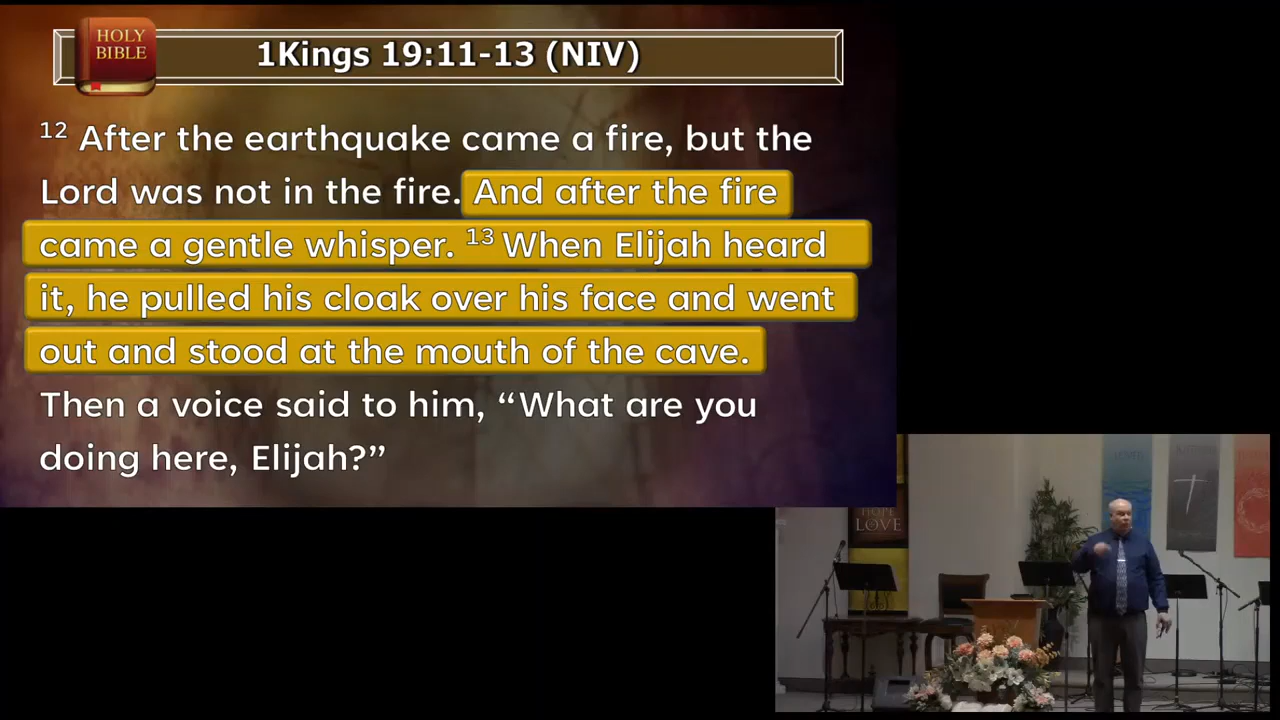 HOLY
BIBLE
1Kings 19:11-13 (NIV)
12 After the earthquake came a fire, but the
Lord was not in the fire. And after the fire
came a gentle whisper. 13 When Elijah heard
it, he pulled his cloak over his face and went
out and stood at the mouth of the cave.
Then a voice said to him, “What are you
doing here, Elijah?”
HOPE
LOVE